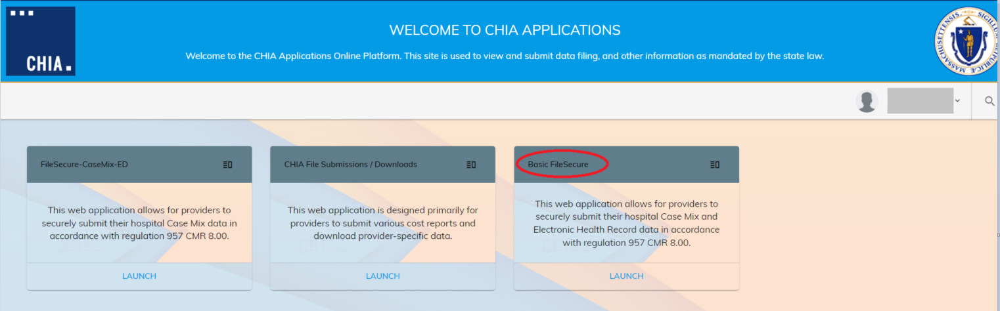 CHIA.
WELCOME TO CHIA APPLICATIONS
Welcome to the CHIA Applications Online Platform. This site is used to view and submit data filing, and other information as mandated by the state law.
FileSecure-CaseMix-ED
This web application allows for providers to
securely submit their hospital Case Mix data in
accordance with regulation 957 CMR 8.00.
LAUNCH
CHIA File Submissions / Downloads
This web application is designed primarily for
providers to submit various cost reports and
download provider-specific data.
LAUNCH
Basic FileSecure
This web application allows for providers to
securely submit their hospital Case Mix and
Electronic Health Record data in accordance
with regulation 957 CMR 8.00.
LAUNCH